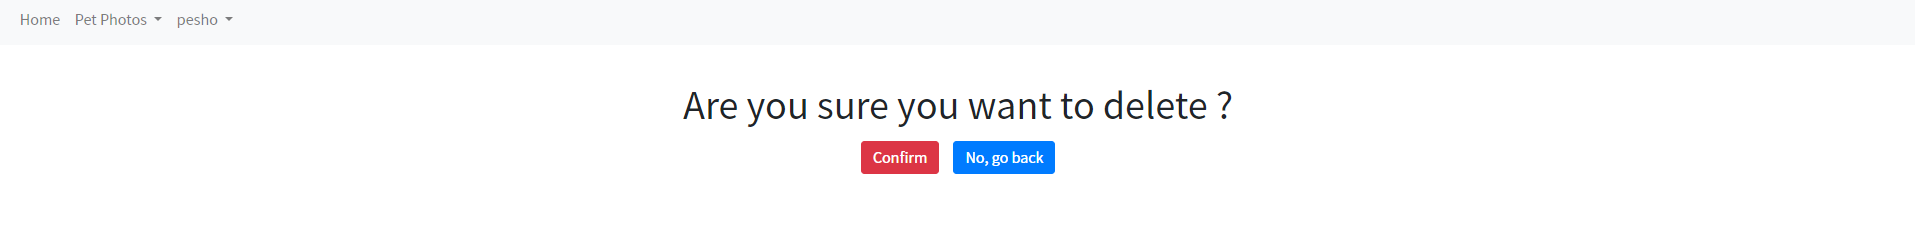 Home Pet Photos pesho
Are you sure you want to delete ?
Confirm No, go back